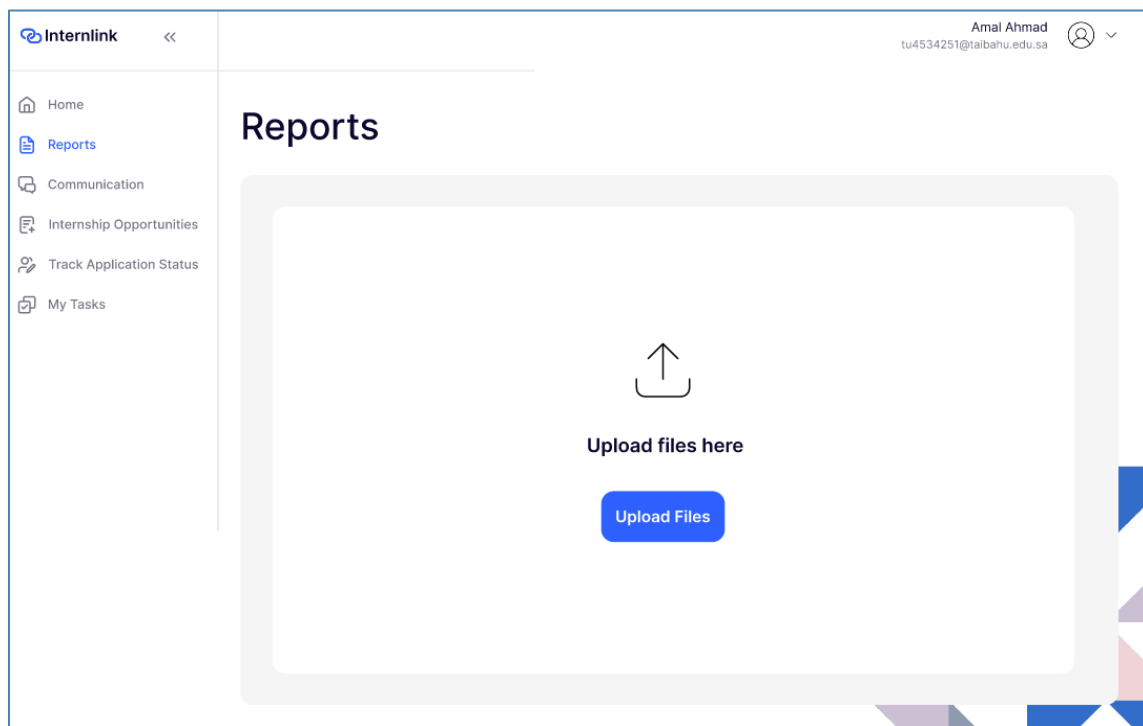 Internlink
Amal Ahmad
tu4534251@taibahu.edu.sa
Home
Reports
Communication
Internship Opportunities
Track Application Status
My Tasks
Reports
Upload files here
Upload Files